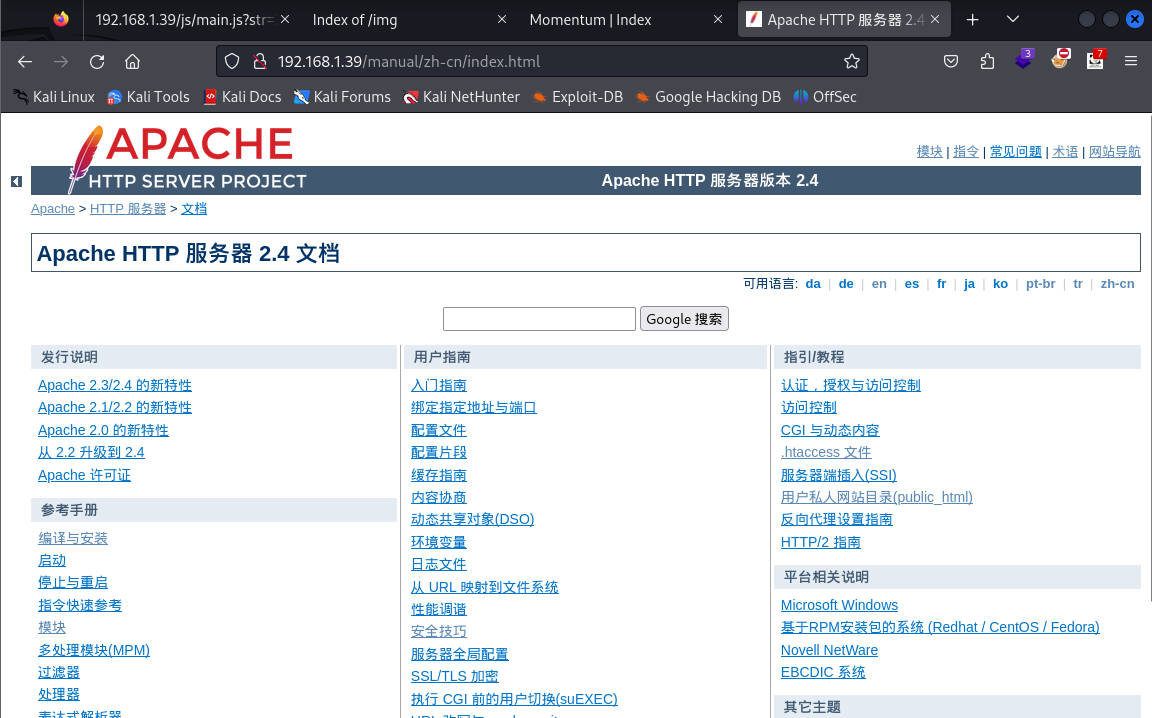 192.168.1.39/js/main.js?str=
Index of /img
Momentum | Index
Apache HTTP 服务器 2.4
192.168.1.39/manual/zh-cn/index.html
3
7
Kali Linux
Kali Tools
Kali Docs
Kali Forums
Kali NetHunter
Exploit-DB
Google Hacking DB
OffSec
APACHE
HTTP SERVER PROJECT
模块 | 指令 | 常见问题 | 术语 | 网站导航
Apache HTTP 服务器版本 2.4
Apache > HTTP 服务器 > 文档
Apache HTTP 服务器 2.4 文档
可用语言: da | de | en | es | fr | ja | ko | pt-br | tr | zh-cn
Google 搜索
发行说明
Apache 2.3/2.4 的新特性
Apache 2.1/2.2 的新特性
Apache 2.0 的新特性
从 2.2 升级到 2.4
Apache 许可证
参考手册
编译与安装
启动
停止与重启
指令快速参考
模块
多处理模块(MPM)
过滤器
处理器
表达式解析器
用户指南
入门指南
绑定指定地址与端口
配置文件
配置片段
缓存指南
内容协商
动态共享对象(DSO)
环境变量
日志文件
从 URL 映射到文件系统
性能调谐
安全技巧
服务器全局配置
SSL/TLS 加密
执行 CGI 前的用户切换(suEXEC)
指引/教程
认证，授权与访问控制
访问控制
CGI 与动态内容
.htaccess 文件
服务器端插入(SSI)
用户私人网站目录(public_html)
反向代理设置指南
HTTP/2 指南
平台相关说明
Microsoft Windows
基于RPM安装包的系统 (Redhat / CentOS / Fedora)
Novell NetWare
EBCDIC 系统
其它主题